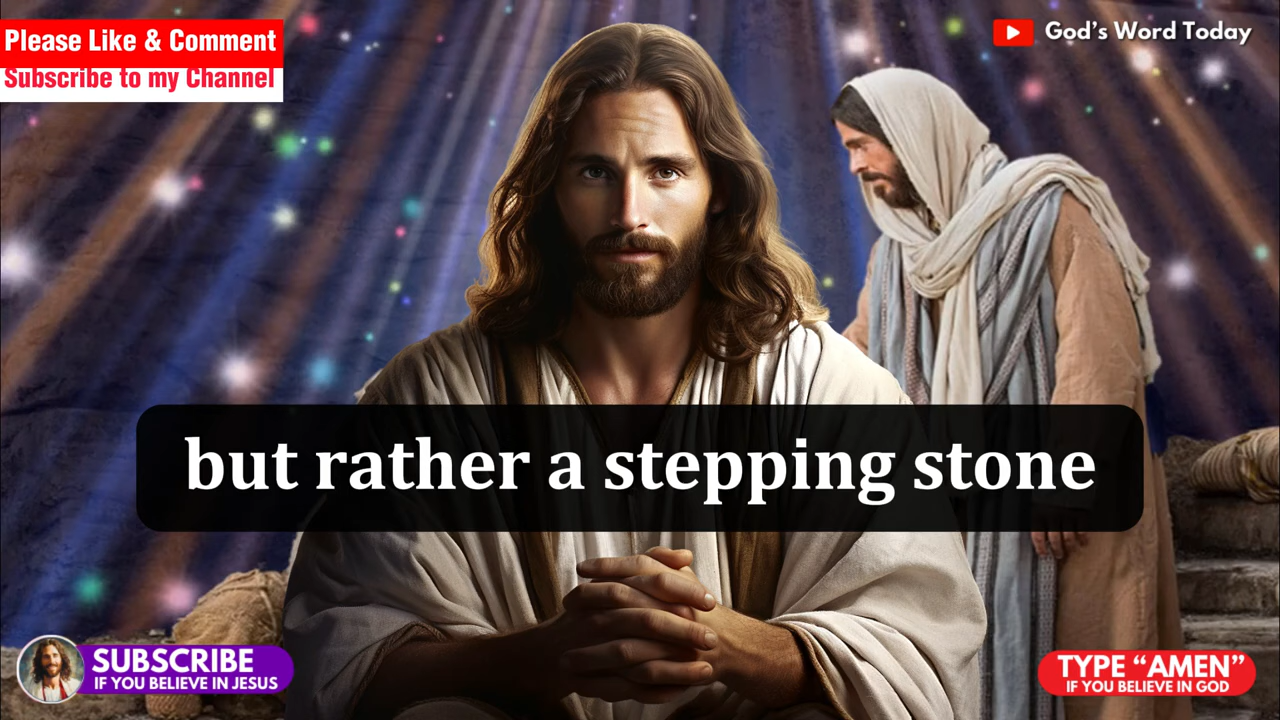 Please Like & Comment
Subscribe to my Channel
God's Word Today
but rather a stepping stone
SUBSCRIBE
IF YOU BELIEVE IN JESUS
TYPE “AMEN”
IF YOU BELIEVE IN GOD